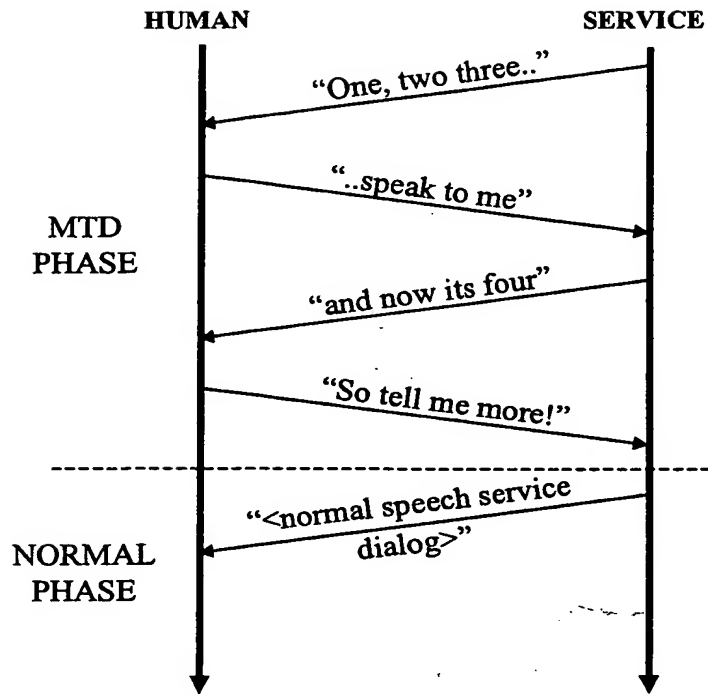 HUMAN
SERVICE
“One, two three..”
“..speak to me”
MTD
PHASE
“and now its four”
“So tell me more!”
“<normal speech service
dialog>”
NORMAL
PHASE